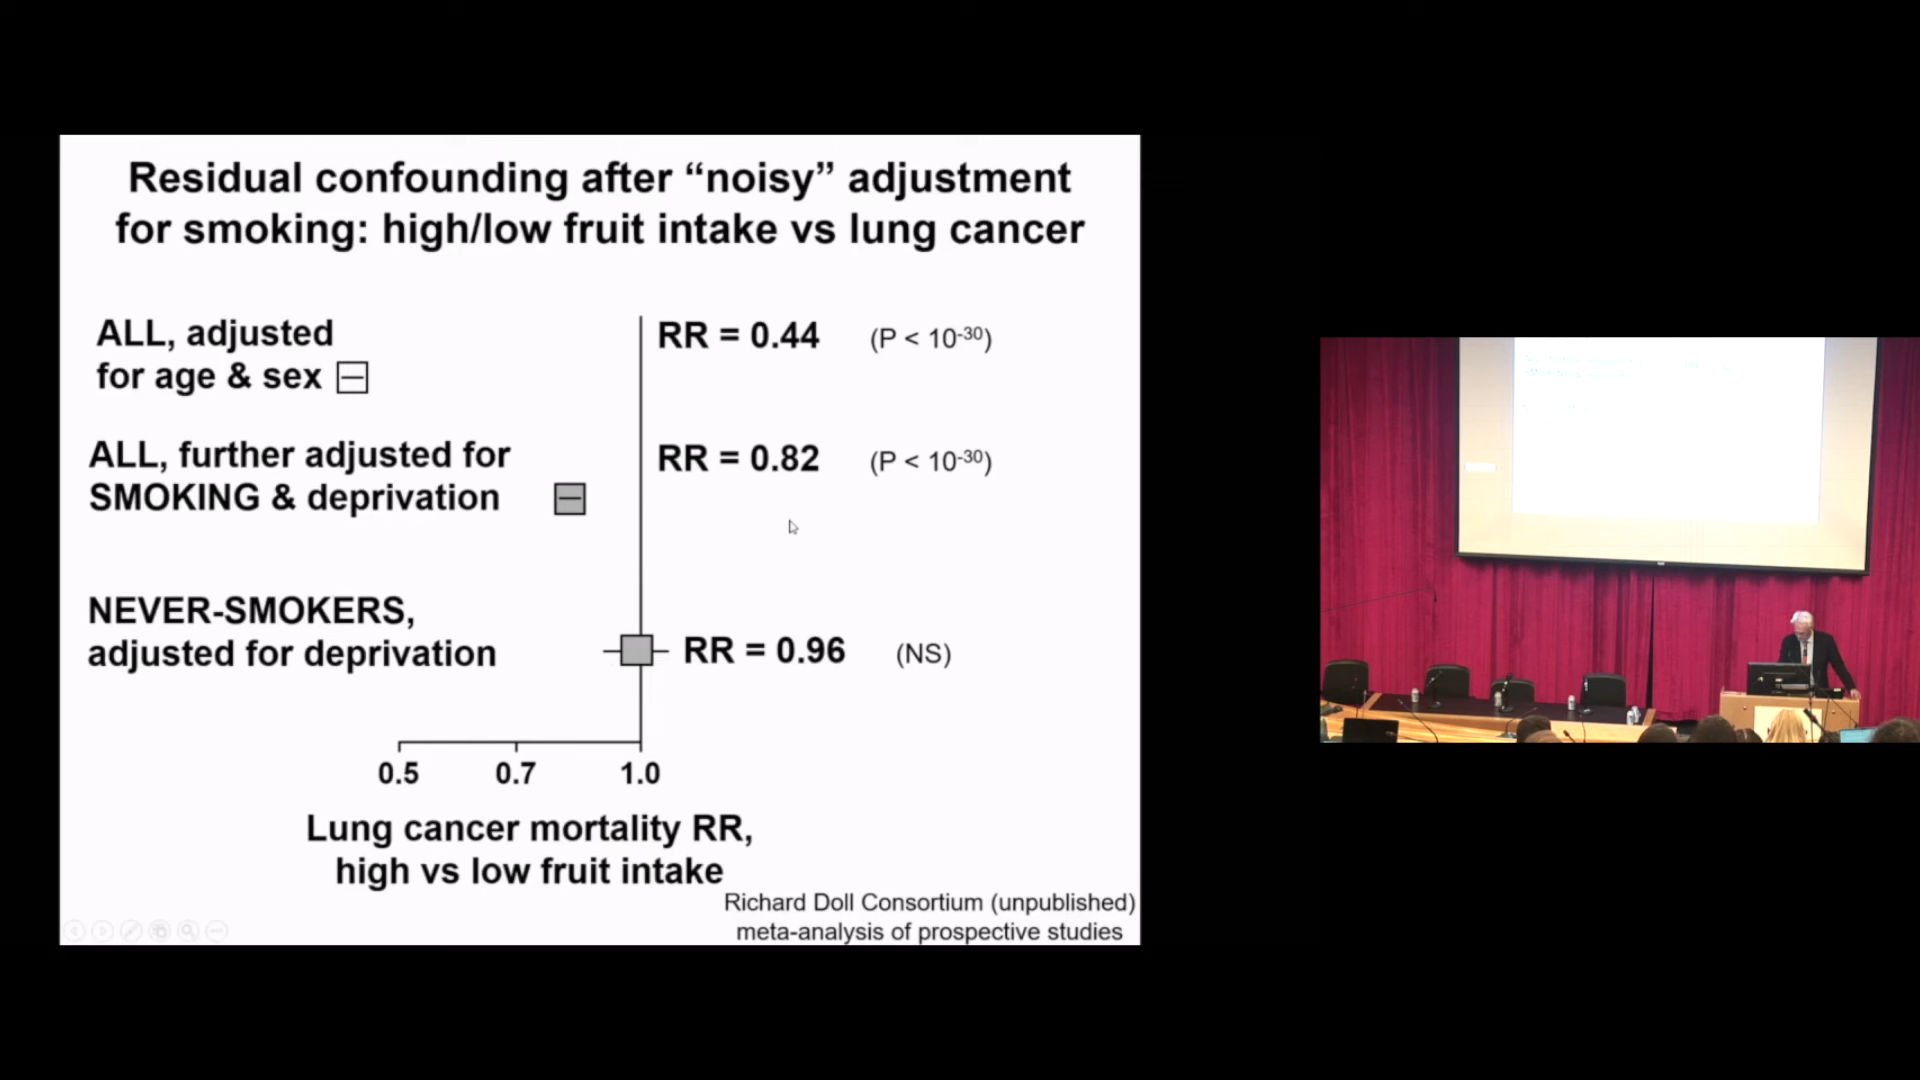 Residual confounding after “noisy” adjustment
for smoking: high/low fruit intake vs lung cancer
ALL, adjusted
for age & sex
RR = 0.44 (P < 10-30)
ALL, further adjusted for
SMOKING & deprivation
RR = 0.82 (P < 10-30)
NEVER-SMOKERS,
adjusted for deprivation
RR = 0.96 (NS)
0.5 0.7 1.0
Lung cancer mortality RR,
high vs low fruit intake
Richard Doll Consortium (unpublished)
meta-analysis of prospective studies